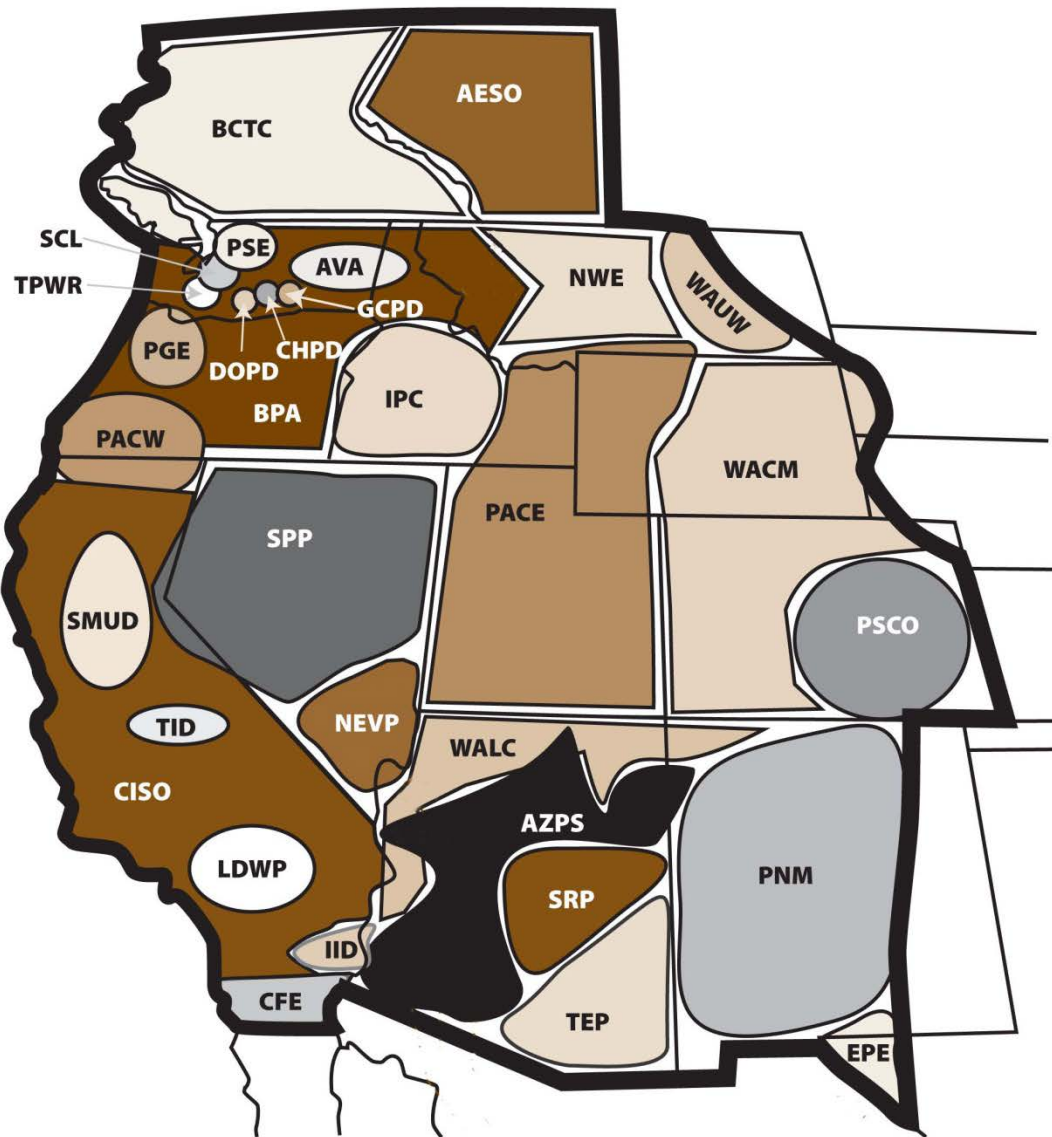 AESO
BCTC
SCL
PSE
AVA
NWE
TPWR
WAUW
GCPD
PGE
CHPD
DOPD
IPC
BPA
PACW
WACM
PACE
SPP
SMUD
PSCO
TID
NEVP
WALC
CISO
AZPS
LDWP
PNM
SRP
IID
CFE
TEP
EPE